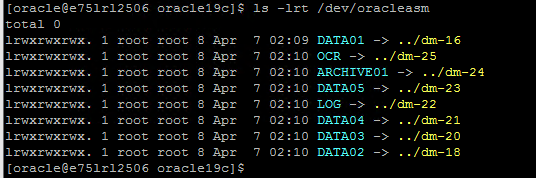 [oracle@e75lrl2506 oracle19c]$ ls -lrt /dev/oracleasm
total 0
lrwxrwxrwx. 1 root root 8 Apr  7 02:09 DATA01 -> ../dm-16
lrwxrwxrwx. 1 root root 8 Apr  7 02:10 OCR -> ../dm-25
lrwxrwxrwx. 1 root root 8 Apr  7 02:10 ARCHIVE01 -> ../dm-24
lrwxrwxrwx. 1 root root 8 Apr  7 02:10 DATA05 -> ../dm-23
lrwxrwxrwx. 1 root root 8 Apr  7 02:10 LOG -> ../dm-22
lrwxrwxrwx. 1 root root 8 Apr  7 02:10 DATA04 -> ../dm-21
lrwxrwxrwx. 1 root root 8 Apr  7 02:10 DATA03 -> ../dm-20
lrwxrwxrwx. 1 root root 8 Apr  7 02:10 DATA02 -> ../dm-18
[oracle@e75lrl2506 oracle19c]$